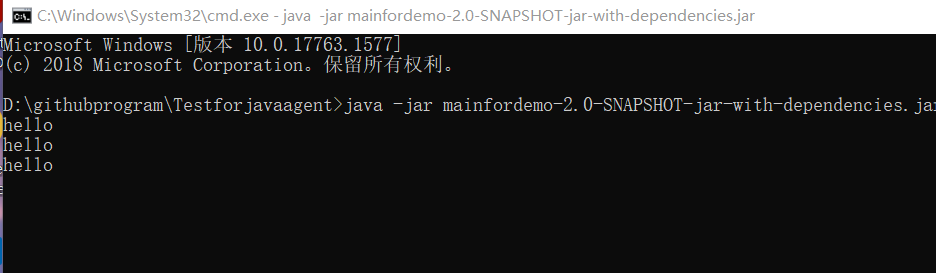 C:\Windows\System32\cmd.exe - java  -jar mainfordemo-2.0-SNAPSHOT-jar-with-dependencies.jar
Microsoft Windows [版本 10.0.17763.1577]
(c) 2018 Microsoft Corporation。保留所有权利。
D:\githubprogram\Testforjavaagent>java -jar mainfordemo-2.0-SNAPSHOT-jar-with-dependencies.jar
hello
hello
hello